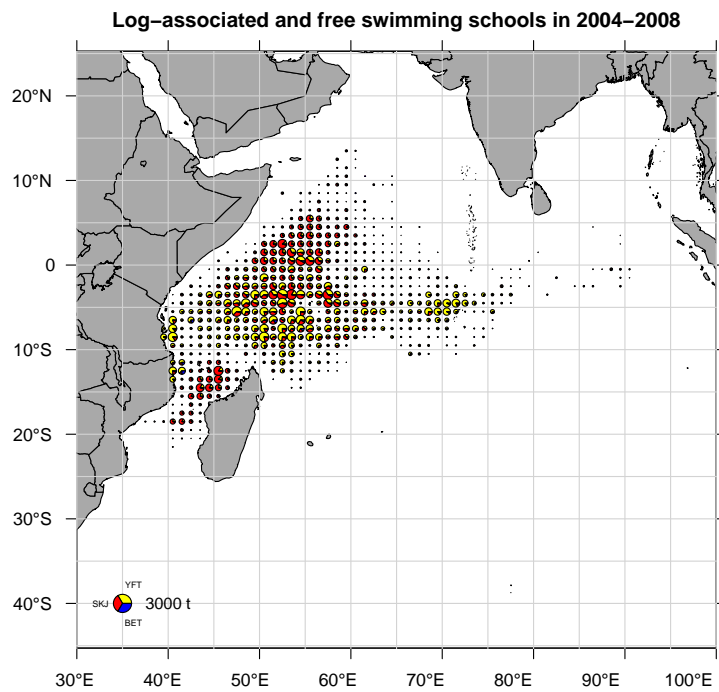 Log−associated and free swimming schools in 2004−2008
20°N
10°N
0
10°S
20°S
30°S
40°S
YFT
SKJ
3000 t
BET
30°E 40°E 50°E 60°E 70°E 80°E 90°E 100°E